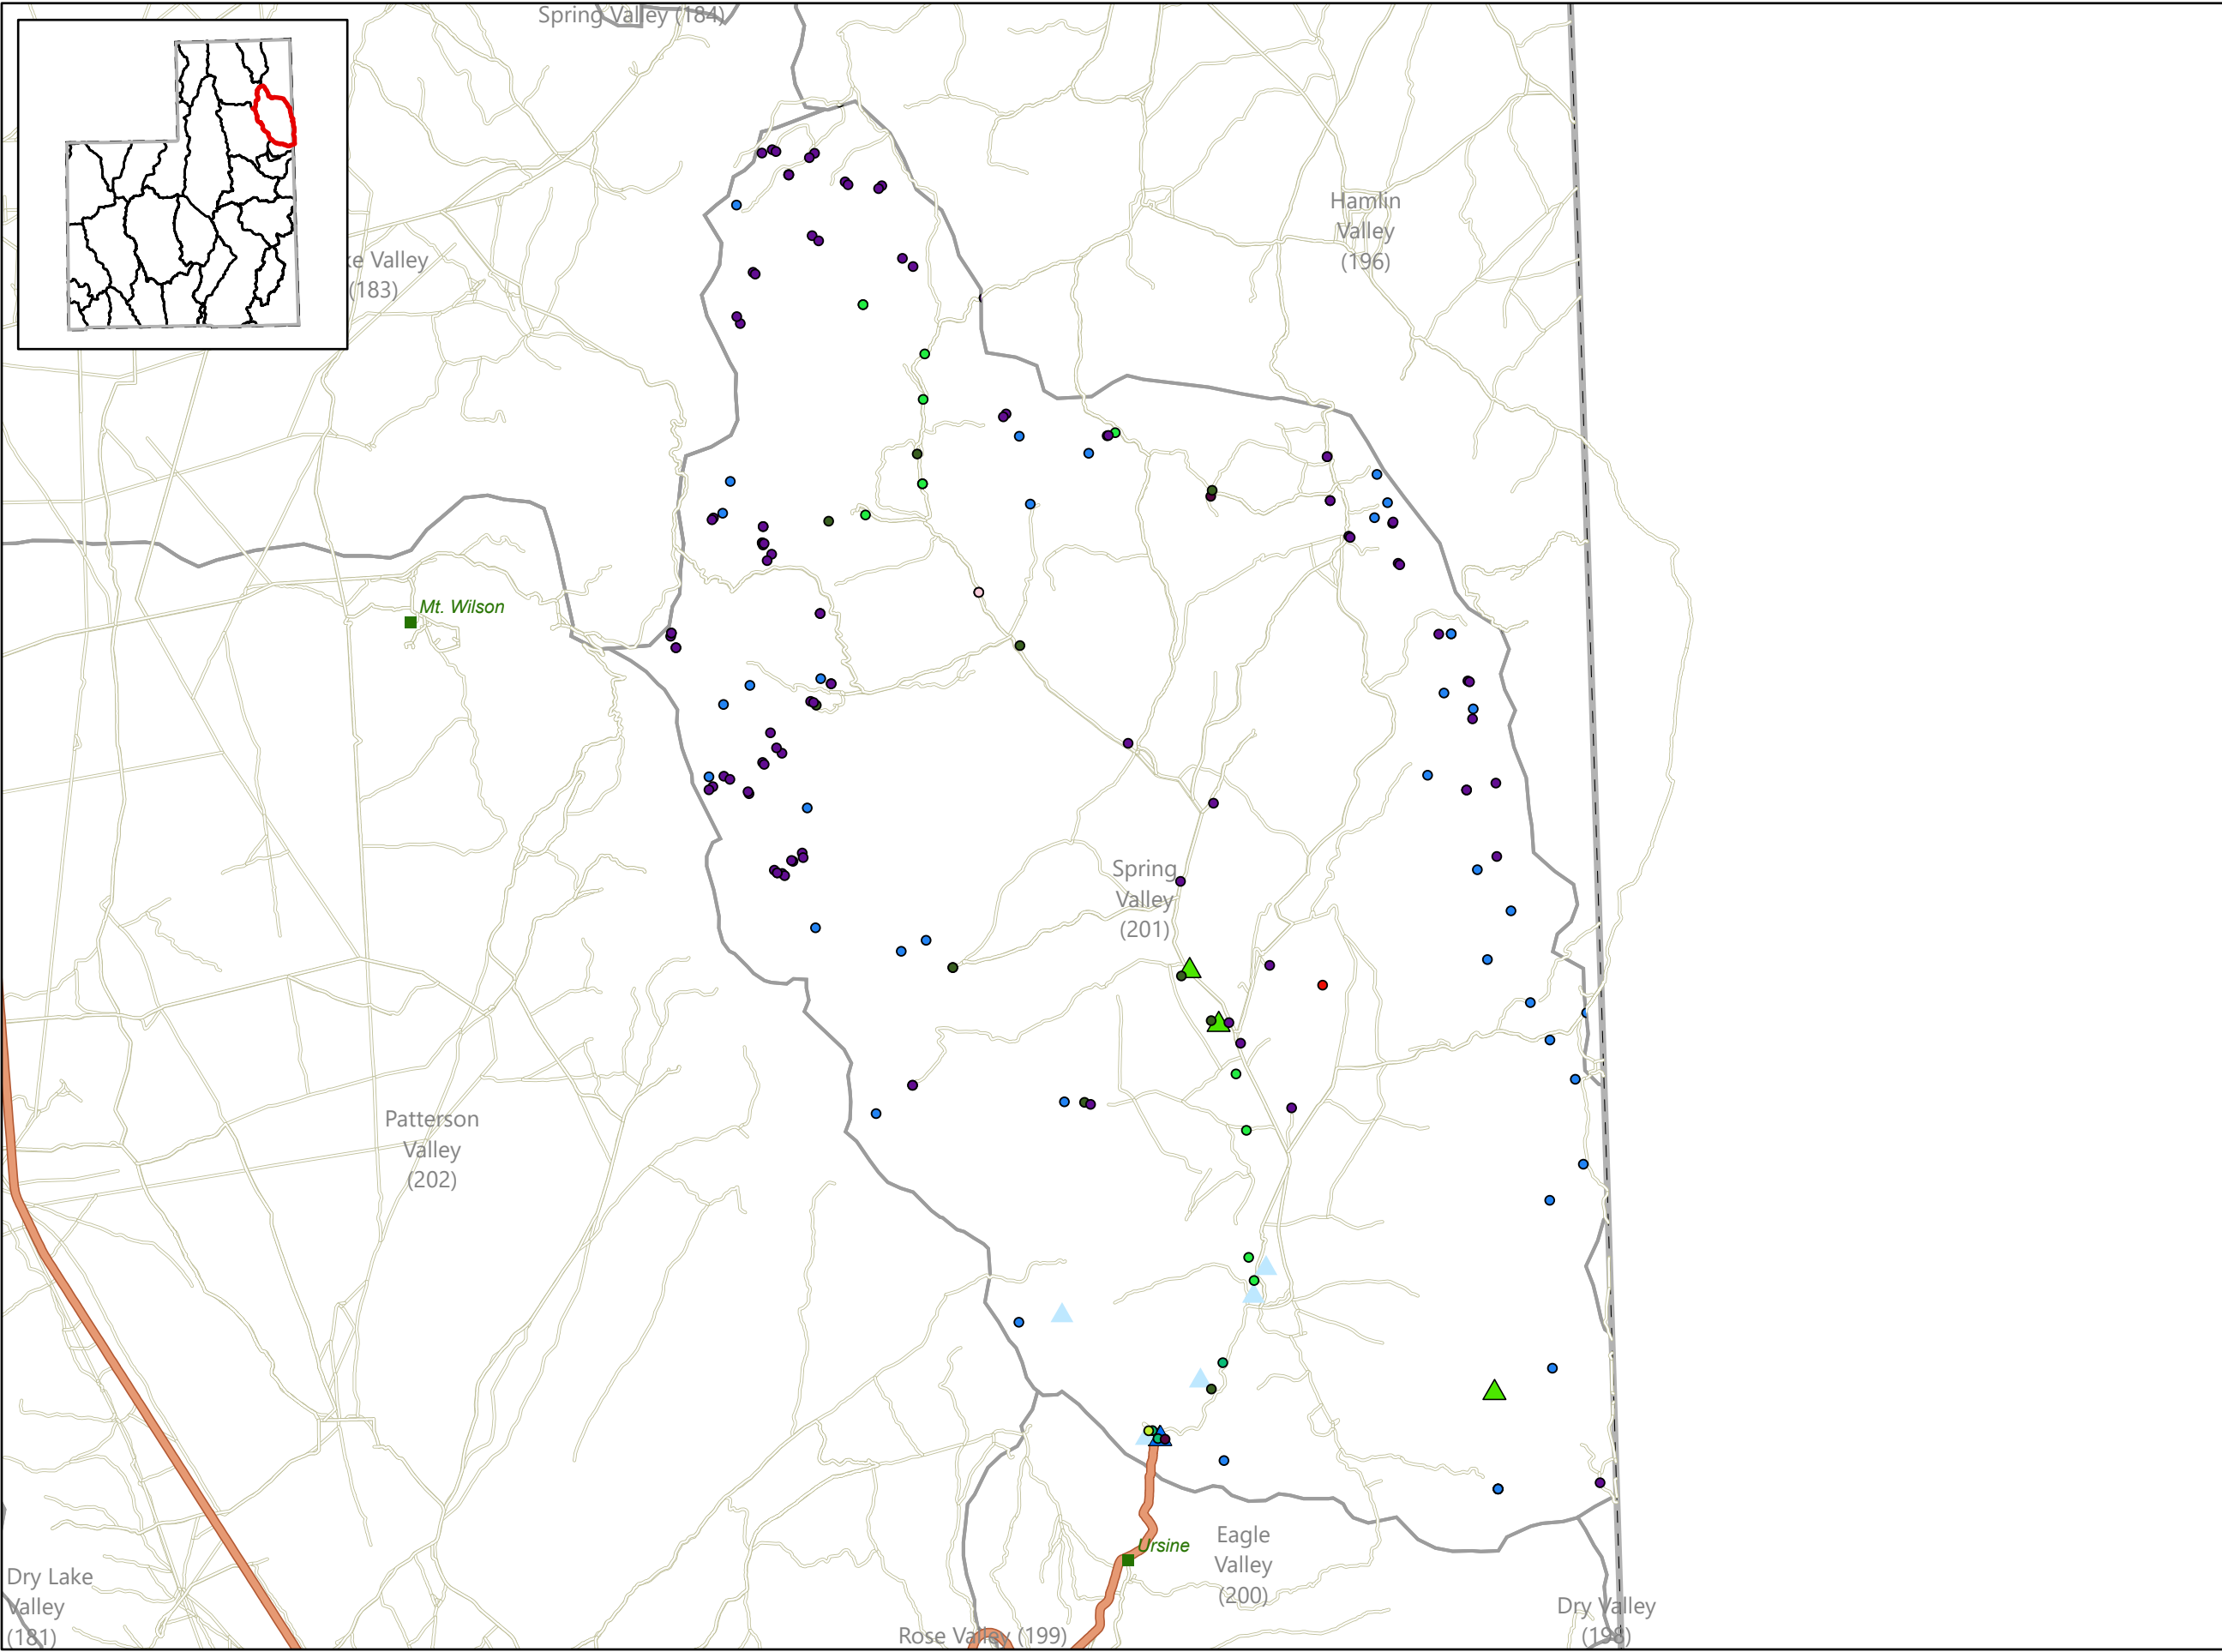 Spring Valley (184)
Hamlin
Valley
(196)
Valley
(183)
Mt. Wilson
Spring
Valley
(201)
Patterson
Valley
(202)
Ursine
Eagle
Valley
(200)
Dry Lake
Valley
(181)
Dry Valley
(198)
Rose Valley (199)